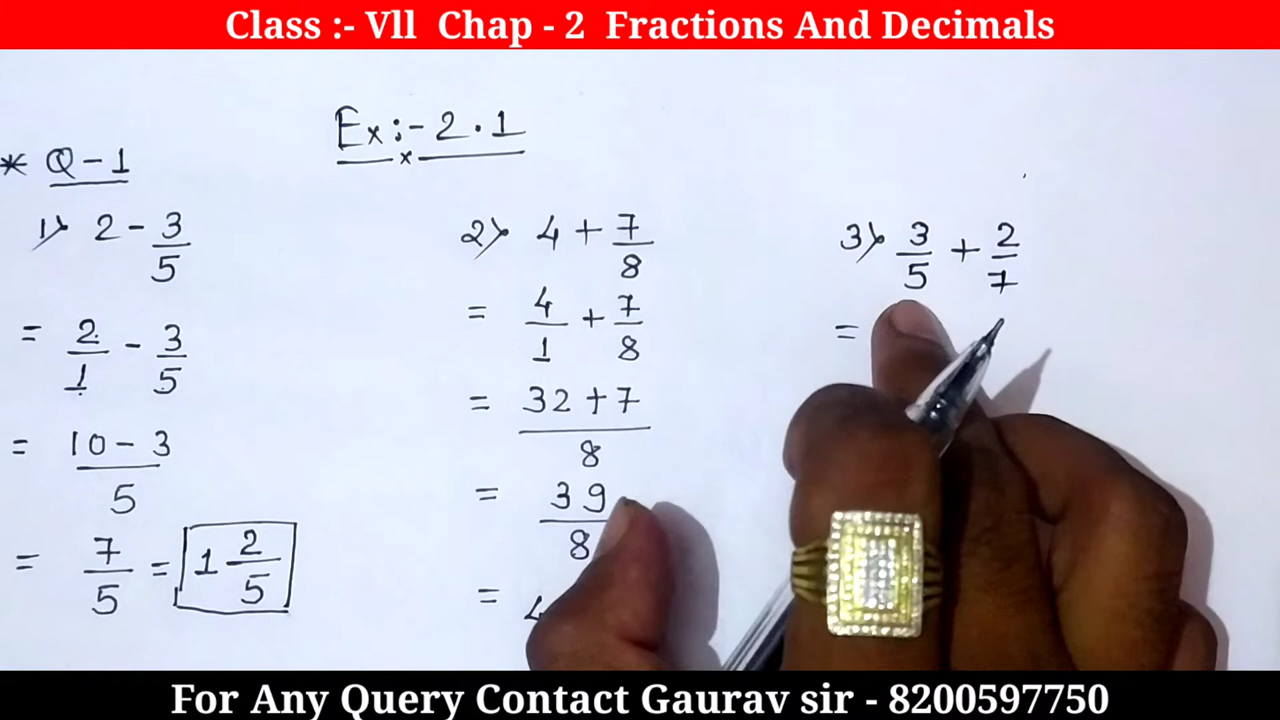 Class :- Vll Chap - 2 Fractions And Decimals
Ex :- 2.1
* Q - 1
1) 2 - 3/5
= 2/1 - 3/5
= 10 - 3/5
= 7/5 = 1 2/5
2) 4 + 7/8
= 4/1 + 7/8
= 32 + 7/8
= 39/8
= 4
3) 3/5 + 2/7
=
For Any Query Contact Gaurav sir - 8200597750